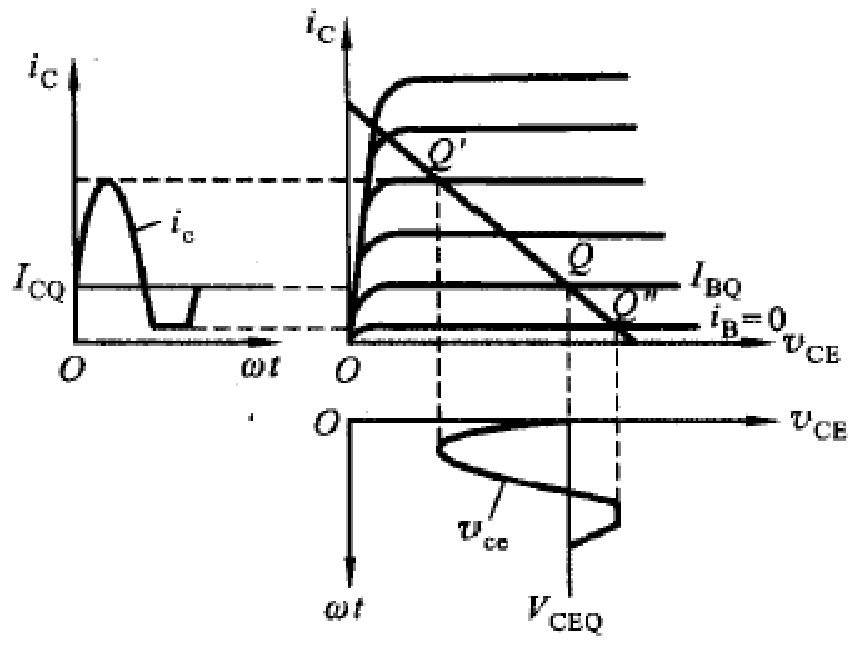 i_C
i_C
Q'
i_c
I_CQ
Q
I_BQ
Q"
i_B=0
O
ωt
O
v_CE
O
v_CE
v_ce
ωt
V_CEQ